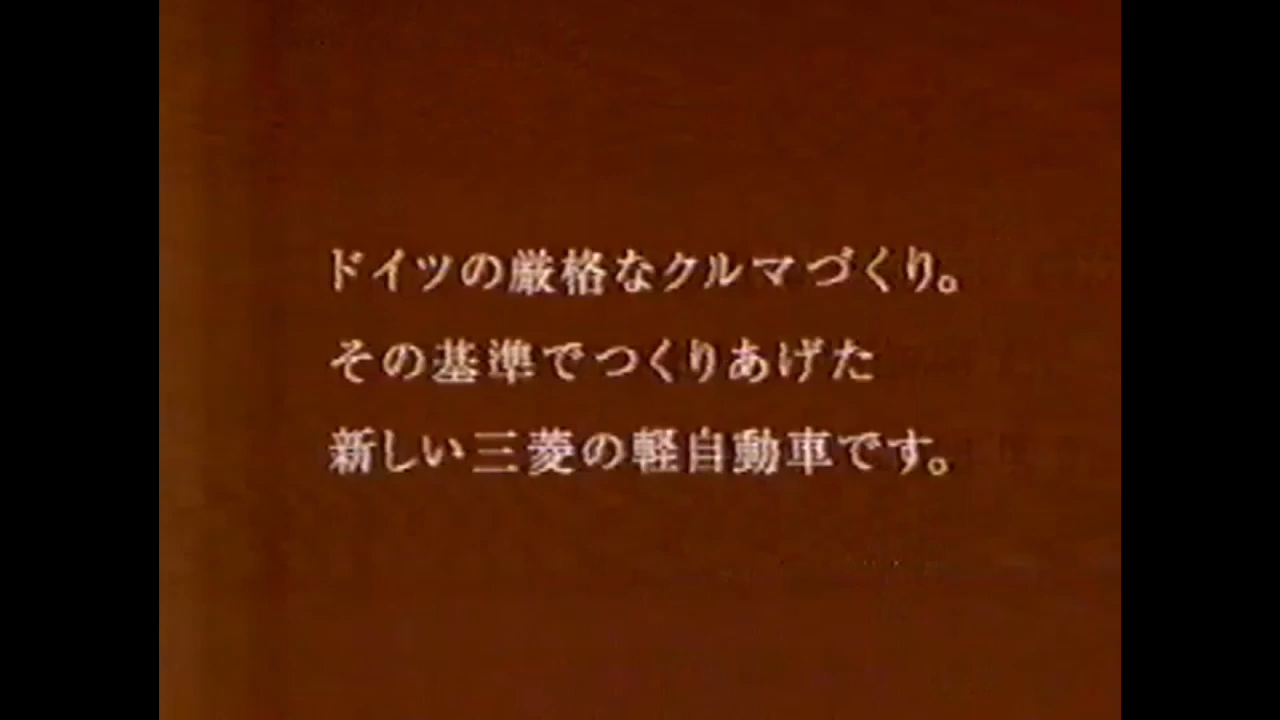 ドイツの厳格なクルマづくり。
その基準でつくりあげた
新しい三菱の軽自動車です。